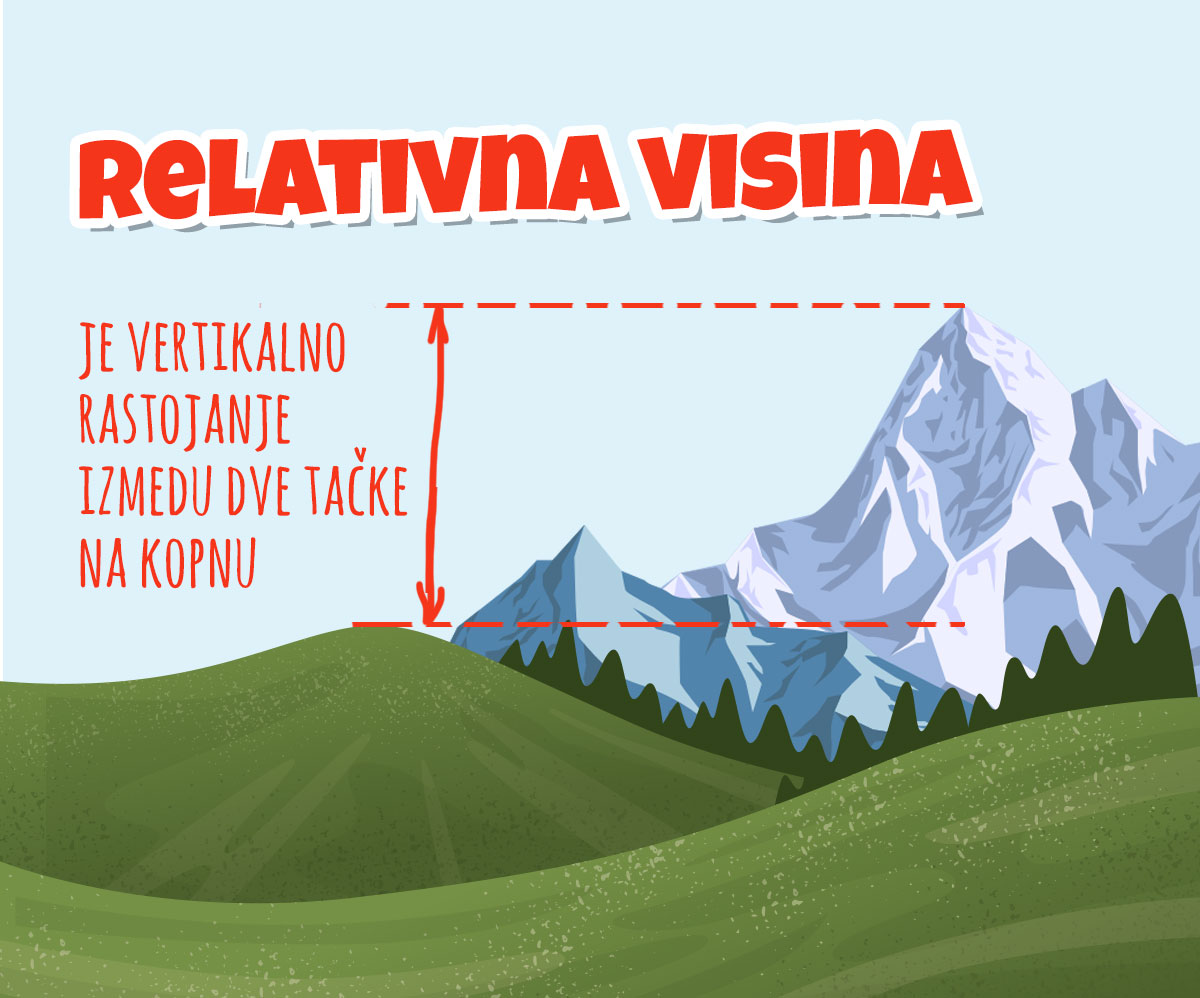 RELATIVNA VISINA
JE VERTIKALNO
RASTOJANJE
IZMEDU DVE TAČKE
NA KOPNU